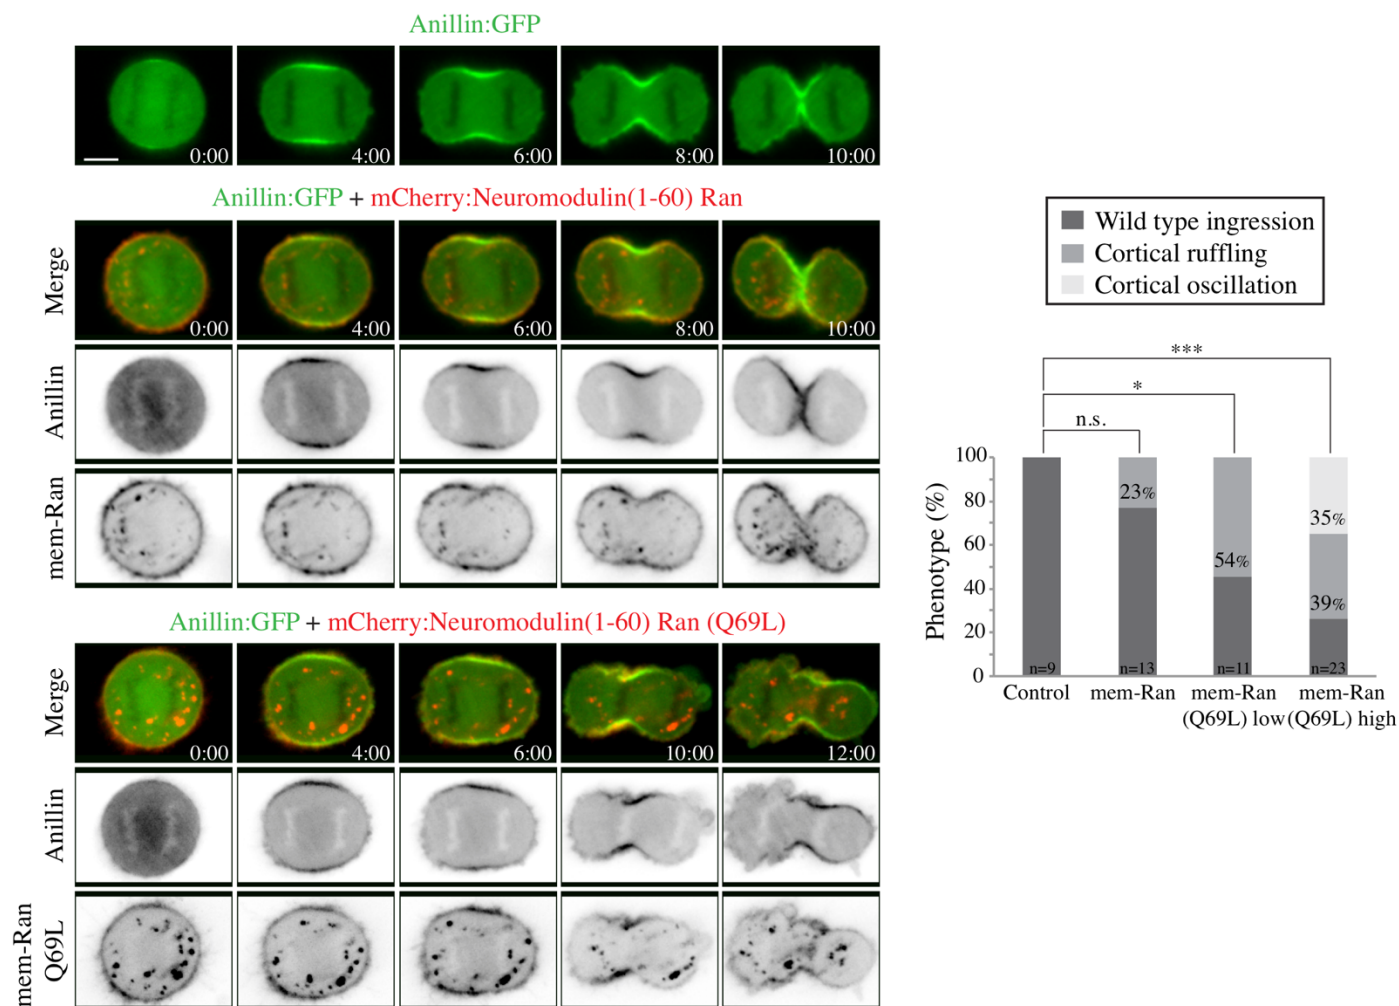 Anillin:GFP
0:00
4:00
6:00
8:00
10:00
Anillin:GFP + mCherry:Neuromodulin(1-60) Ran
Merge
0:00
4:00
6:00
8:00
10:00
Anillin
mem-Ran
Anillin:GFP + mCherry:Neuromodulin(1-60) Ran (Q69L)
Merge
0:00
4:00
6:00
10:00
12:00
Anillin
mem-Ran
Q69L
Wild type ingression
Cortical ruffling
Cortical oscillation
***
*
n.s.
Phenotype (%)
100
80
60
40
20
0
23%
54%
35%
39%
n=9
n=13
n=11
n=23
Control
mem-Ran
mem-Ran
(Q69L) low
mem-Ran
(Q69L) high